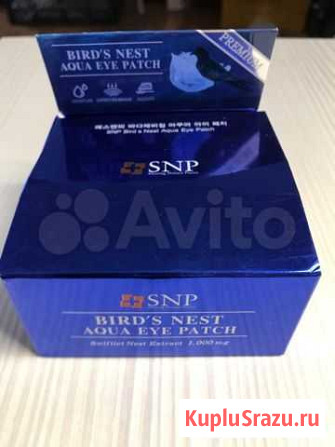 BIRD'S NEST
AQUA EYE PATCH
PREMIUM
SNP Bird's Nest Aqua Eye Patch
SNP
Avito
SNP
BIRD'S NEST
AQUA EYE PATCH
Swiftlet Nest Extract 1,000 mg
KupluSrazu.ru